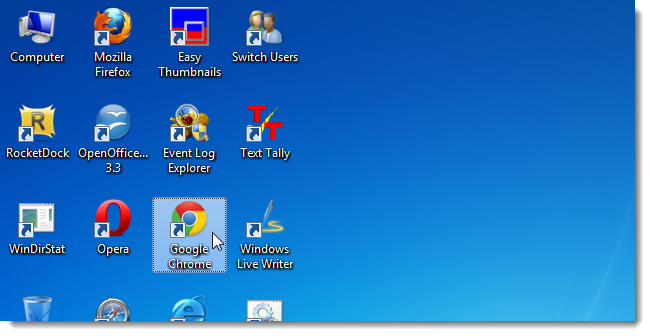 Computer
Mozilla
Firefox
Easy
Thumbnails
Switch Users
RocketDock
OpenOffice...
3.3
Event Log
Explorer
Text Tally
WinDirStat
Opera
Google
Chrome
Windows
Live Writer